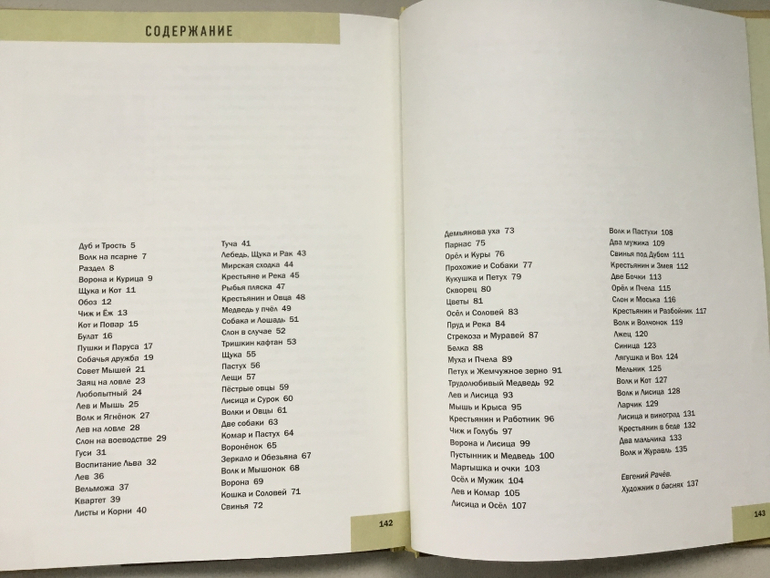 СОДЕРЖАНИЕ
Дуб и Трость 5
Волк на псарне 7
Раздел 8
Ворона и Курица 9
Щука и Кот 11
Обоз 12
Чиж и Ёж 13
Кот и Повар 15
Булат 16
Пушки и Паруса 17
Собачья дружба 19
Совет Мышей 21
Заяц на ловле 23
Любопытный 24
Лев и Мышь 25
Волк и Ягнёнок 27
Лев на ловле 28
Слон на воеводстве 29
Гуси 31
Воспитание Льва 32
Лев 36
Вельможа 37
Квартет 39
Листы и Корни 40
Туча 41
Лебедь, Щука и Рак 43
Мирская сходка 44
Крестьяне и Река 45
Рыбья пляска 47
Крестьянин и Овца 48
Медведь у пчёл 49
Собака и Лошадь 51
Слон в случае 52
Тришкин кафтан 53
Щука 55
Пастух 56
Лещи 57
Пёстрые овцы 59
Лисица и Сурок 60
Волки и Овцы 61
Две собаки 63
Комар и Пастух 64
Воронёнок 65
Зеркало и Обезьяна 67
Волк и Мышонок 68
Ворона 69
Кошка и Соловей 71
Свинья 72
142
Демьянова уха 73
Парнас 75
Орёл и Куры 76
Прохожие и Собаки 77
Кукушка и Петух 79
Скворец 80
Цветы 81
Осёл и Соловей 83
Пруд и Река 84
Стрекоза и Муравей 87
Белка 88
Муха и Пчела 89
Петух и Жемчужное зерно 91
Трудолюбивый Медведь 92
Лев и Лисица 93
Мышь и Крыса 95
Крестьянин и Работник 96
Чиж и Голубь 97
Ворона и Лисица 99
Пустынник и Медведь 100
Мартышка и очки 103
Осёл и Мужик 104
Лев и Комар 105
Лисица и Осёл 107
Волк и Пастухи 108
Два мужика 109
Свинья под Дубом 111
Крестьянин и Змея 112
Две Бочки 113
Орёл и Пчела 115
Слон и Моська 116
Крестьянин и Разбойник 117
Волк и Волчонок 119
Лжец 120
Синица 123
Лягушка и Вол 124
Мельник 125
Волк и Кот 127
Волк и Лисица 128
Ларчик 129
Лисица и виноград 131
Крестьянин в беде 132
Два мальчика 133
Волк и Журавль 135
Евгений Рачёв.
Художник о баснях 137
143